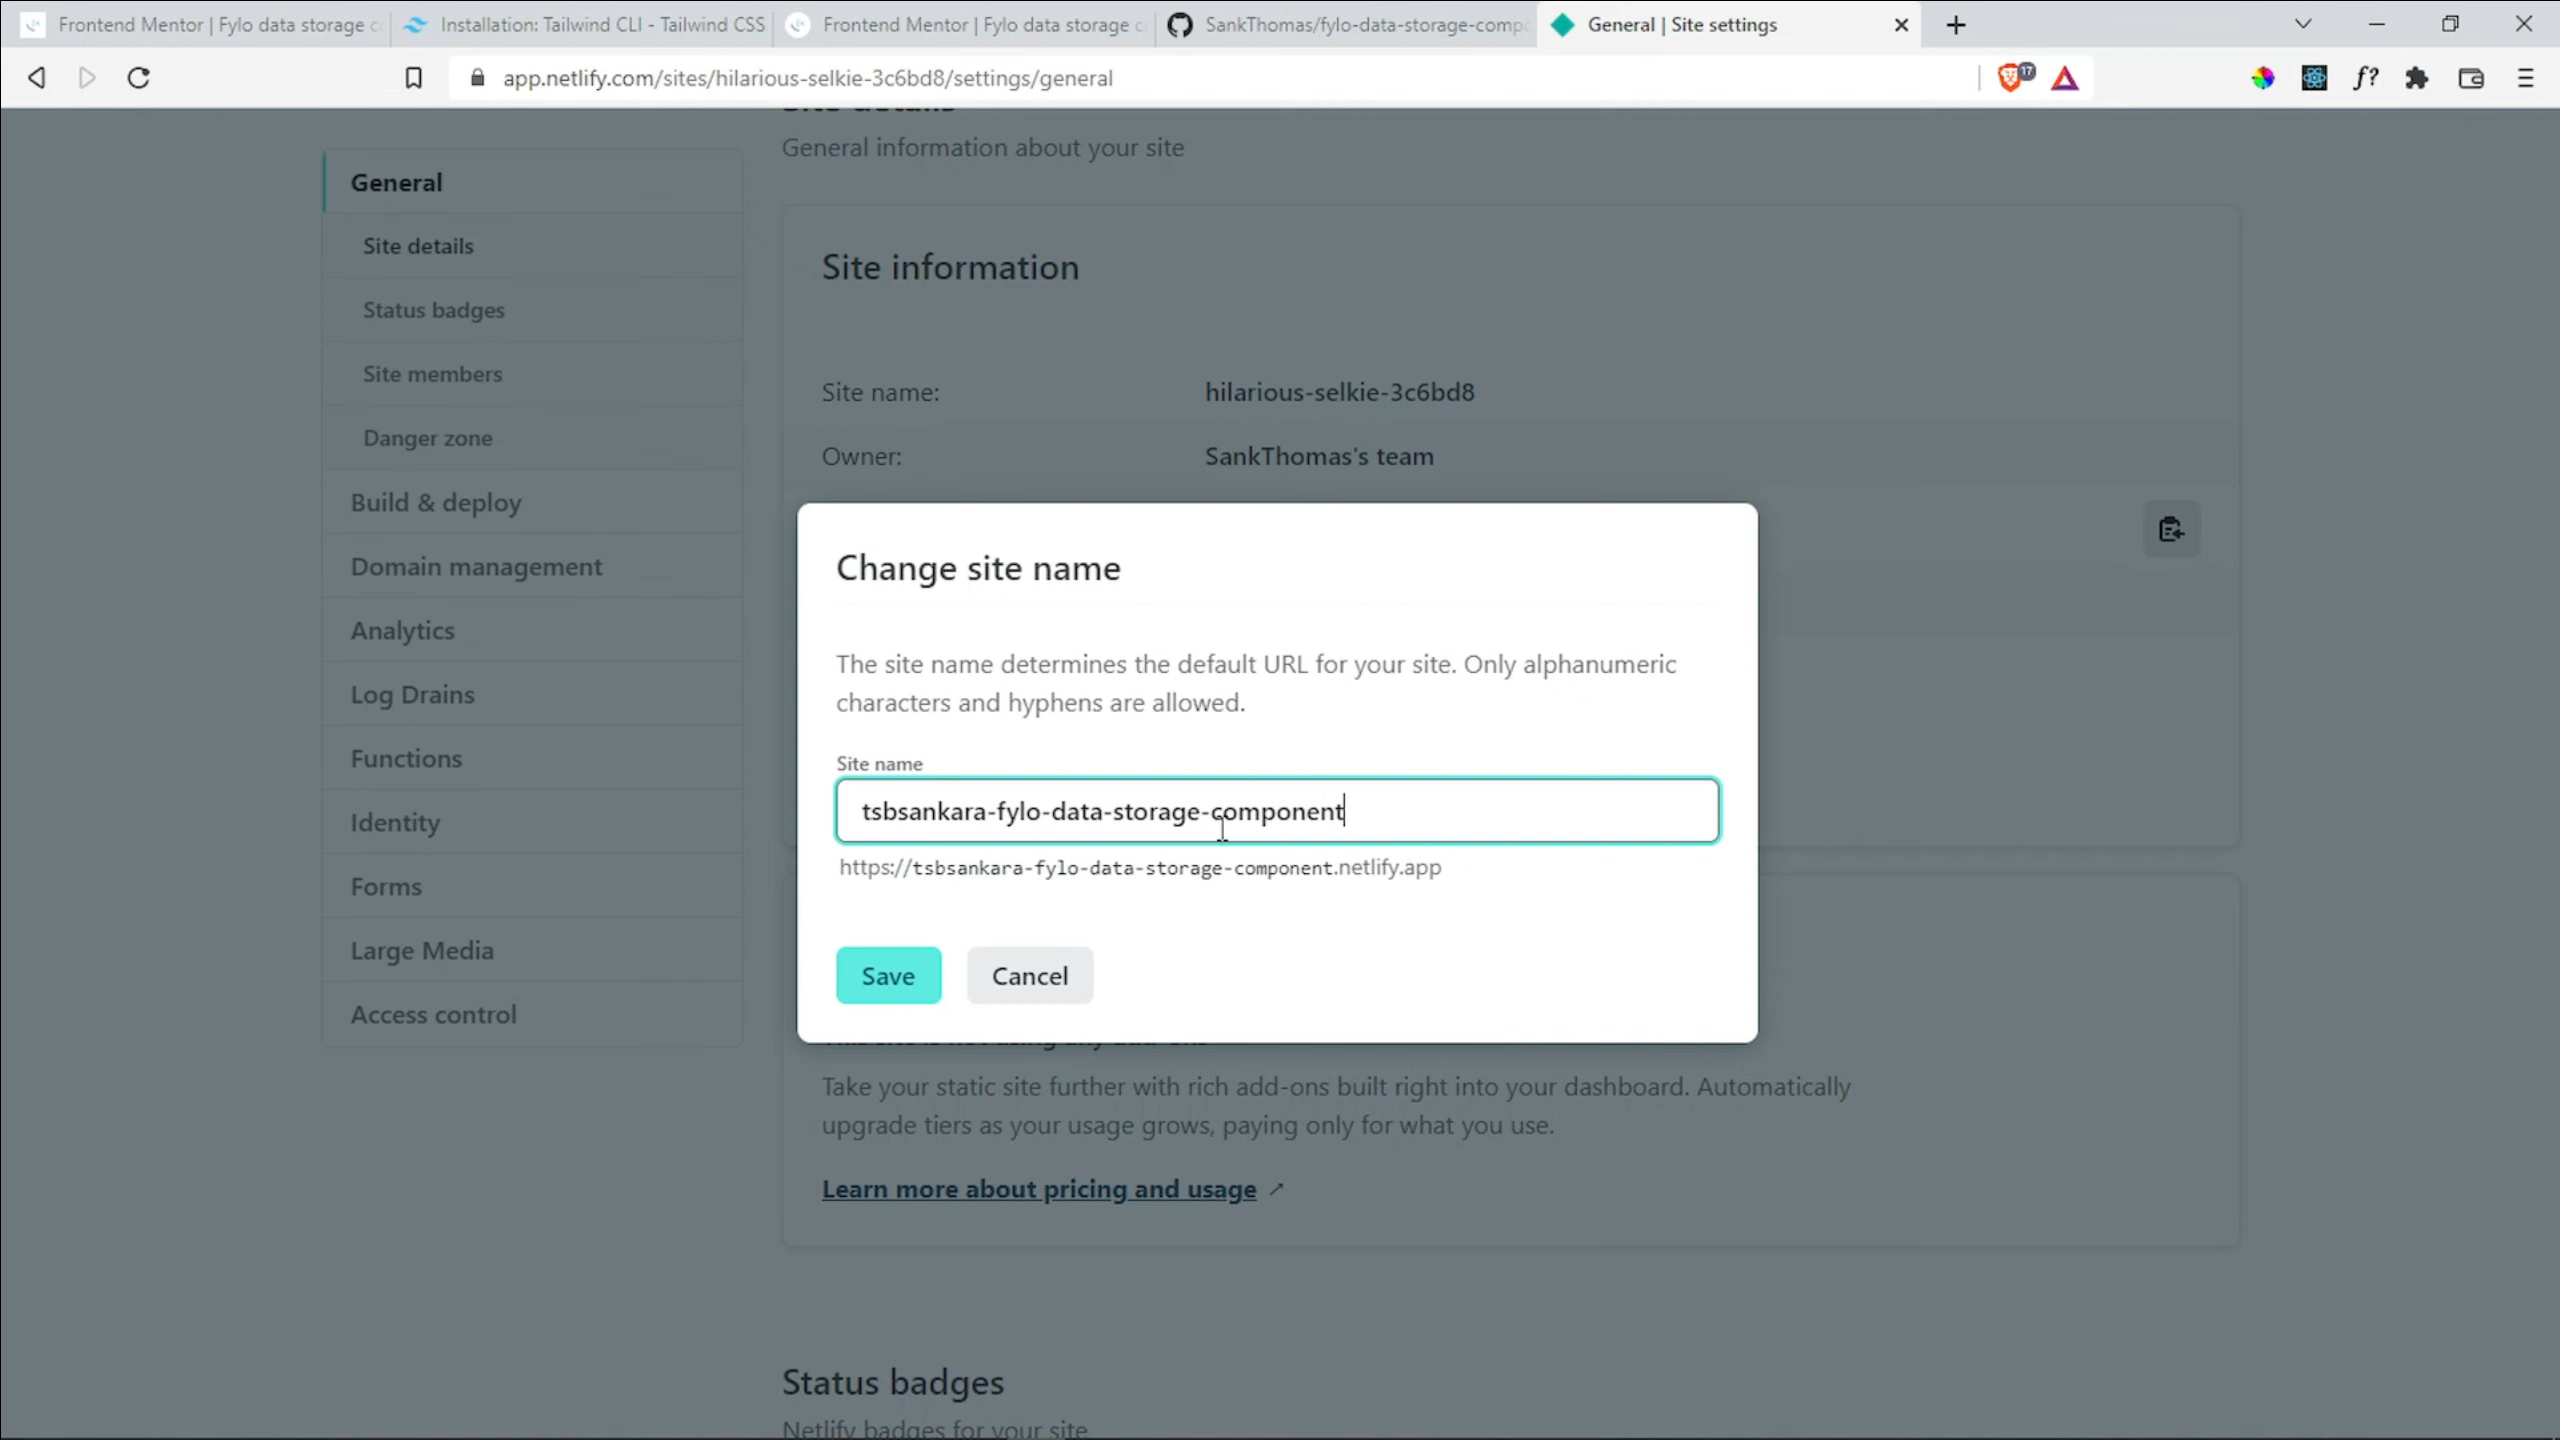 Frontend Mentor | Fylo data storage c
Installation: Tailwind CLI - Tailwind CSS
Frontend Mentor | Fylo data storage c
SankThomas/fylo-data-storage-compo
General | Site settings
app.netlify.com/sites/hilarious-selkie-3c6bd8/settings/general
17
f?
Site details
General information about your site
General
Site details
Status badges
Site members
Danger zone
Build & deploy
Domain management
Analytics
Log Drains
Functions
Identity
Forms
Large Media
Access control
Site information
Site name: hilarious-selkie-3c6bd8
Owner: SankThomas's team
Change site name
The site name determines the default URL for your site. Only alphanumeric
characters and hyphens are allowed.
Site name
tsbsankara-fylo-data-storage-component
https://tsbsankara-fylo-data-storage-component.netlify.app
Save
Cancel
Take your static site further with rich add-ons built right into your dashboard. Automatically
upgrade tiers as your usage grows, paying only for what you use.
Learn more about pricing and usage ↗
Status badges
Netlify badges for your site